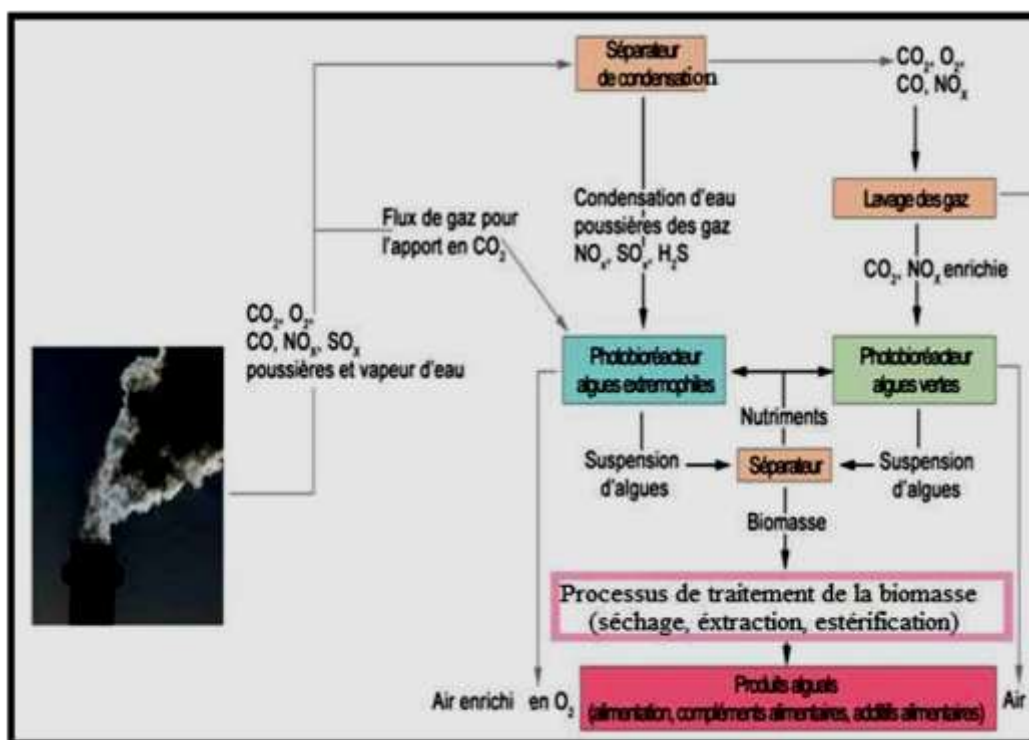 Séparateur
de condensation
CO₂, O₂,
CO, NOₓ
Lavage des gaz
Flux de gaz pour
l'apport en CO₂
Condensation d'eau
poussières des gaz
NOₓ, SOₓ, H₂S
CO₂, NOₓ enrichie
CO₂, O₂,
CO, NOₓ, SOₓ
poussières et vapeur d'eau
Photobioréacteur
algues extremophiles
Photobioréacteur
algues vertes
Nutriments
Suspension
d'algues
Séparateur
Suspension
d'algues
Biomasse
Processus de traitement de la biomasse
(séchage, éxtraction, estérification)
Air enrichi en O₂
Produits alguals
(alimentation, compléments alimentaires, additifs alimentaires)
Air